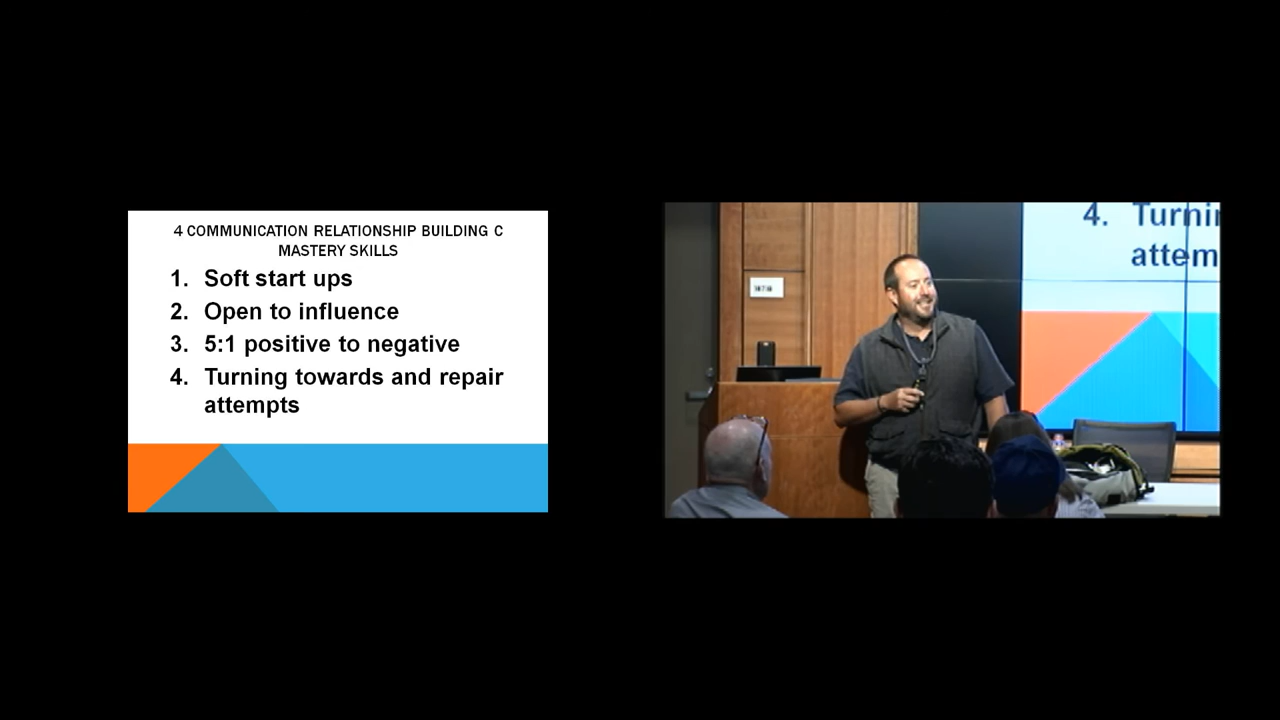 4 COMMUNICATION RELATIONSHIP BUILDING C
MASTERY SKILLS
1. Soft start ups
2. Open to influence
3. 5:1 positive to negative
4. Turning towards and repair
attempts
4. Turnin
attem